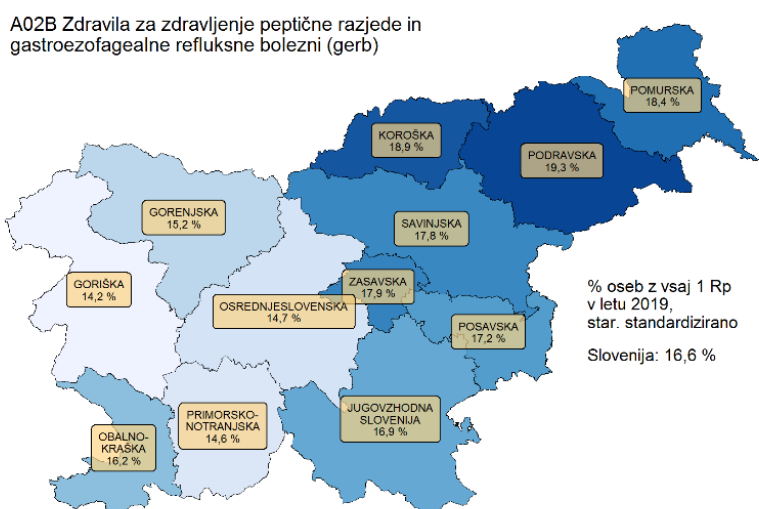 A02B Zdravila za zdravljenje peptične razjede in
gastroezofagealne refluksne bolezni (gerb)
POMURSKA
18,4 %
KOROŠKA
18,9 %
PODRAVSKA
19,3 %
GORENJSKA
15,2 %
SAVINJSKA
17,8 %
GORIŠKA
14,2 %
ZASAVSKA
17,9 %
OSREDNJESLOVENSKA
14,7 %
POSAVSKA
17,2 %
% oseb z vsaj 1 Rp
v letu 2019,
star. standardizirano
Slovenija: 16,6 %
PRIMORSKO-
NOTRANJSKA
14,6 %
JUGOVZHODNA
SLOVENIJA
16,9 %
OBALNO-
KRAŠKA
16,2 %